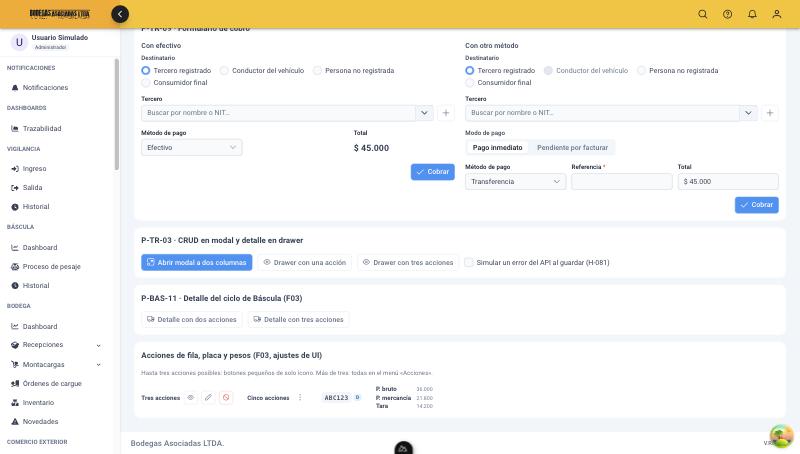 BODEGAS ASOCIADAS LTDA.
U
Usuario Simulado
Administrador
NOTIFICACIONES
Notificaciones
DASHBOARDS
Trazabilidad
VIGILANCIA
Ingreso
Salida
Historial
BÁSCULA
Dashboard
Proceso de pesaje
Historial
BODEGA
Dashboard
Recepciones
Montacargas
Órdenes de cargue
Inventario
Novedades
COMERCIO EXTERIOR
P-TR-09 · Formulario de cobro
Con efectivo
Destinatario
Tercero registrado Conductor del vehículo Persona no registrada
Consumidor final
Tercero
Buscar por nombre o NIT...
Método de pago Total
Efectivo $ 45.000
Cobrar
Con otro método
Destinatario
Tercero registrado Conductor del vehículo Persona no registrada
Consumidor final
Tercero
Buscar por nombre o NIT...
Modo de pago
Pago inmediato Pendiente por facturar
Método de pago Referencia * Total
Transferencia $ 45.000
Cobrar
P-TR-03 · CRUD en modal y detalle en drawer
Abrir modal a dos columnas Drawer con una acción Drawer con tres acciones Simular un error del API al guardar (H-081)
P-BAS-11 · Detalle del ciclo de Báscula (F03)
Detalle con dos acciones Detalle con tres acciones
Acciones de fila, placa y pesos (F03, ajustes de UI)
Hasta tres acciones posibles: botones pequeños de solo ícono. Más de tres: todas en el menú «Acciones».
Tres acciones Cinco acciones ABC123
P. bruto 36.000
P. mercancía 21.800
Tara 14.200
Bodegas Asociadas LTDA.